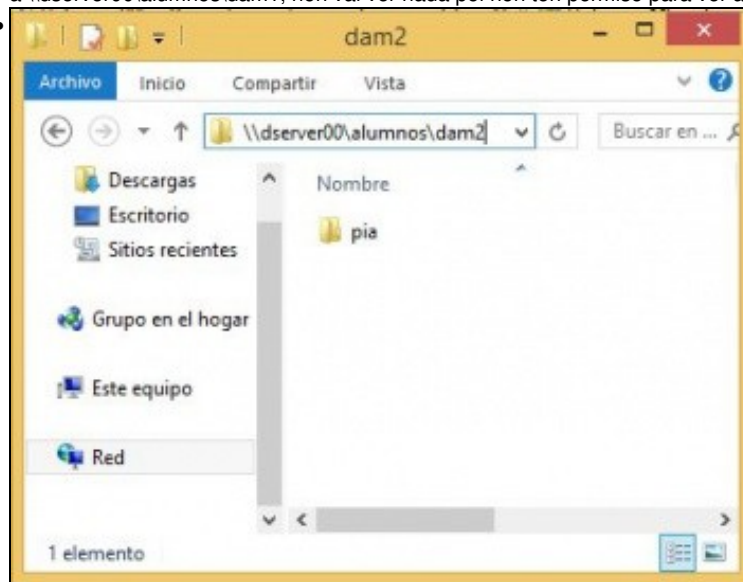 dam2
Archivo Inicio Compartir Vista
\\dserver00\alumnos\dam2 Buscar en ...
Descargas
Escritorio
Sitios recientes
Grupo en el hogar
Este equipo
Red
Nombre
pia
1 elemento